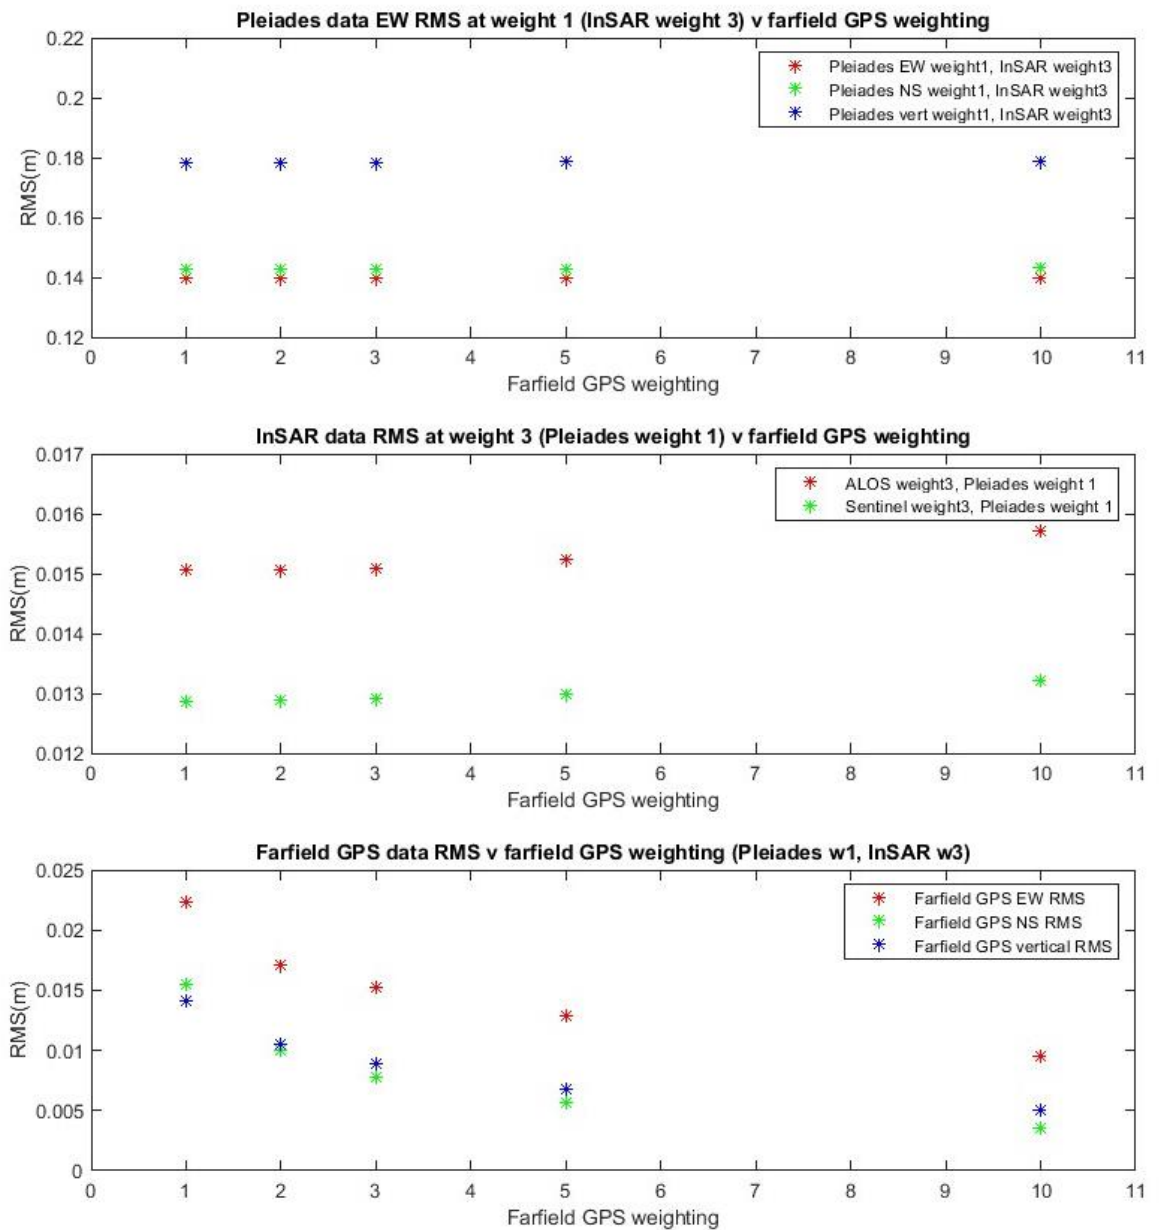 Pleiades data EW RMS at weight 1 (InSAR weight 3) v farfield GPS weighting
0.22
0.2
0.18
0.16
0.14
0.12
RMS(m)
Pleiades EW weight1, InSAR weight3
Pleiades NS weight1, InSAR weight3
Pleiades vert weight1, InSAR weight3
0 1 2 3 4 5 6 7 8 9 10 11
Farfield GPS weighting
InSAR data RMS at weight 3 (Pleiades weight 1) v farfield GPS weighting
0.017
0.016
0.015
0.014
0.013
0.012
RMS(m)
ALOS weight3, Pleiades weight 1
Sentinel weight3, Pleiades weight 1
0 1 2 3 4 5 6 7 8 9 10 11
Farfield GPS weighting
Farfield GPS data RMS v farfield GPS weighting (Pleiades w1, InSAR w3)
0.025
0.02
0.015
0.01
0.005
0
RMS(m)
Farfield GPS EW RMS
Farfield GPS NS RMS
Farfield GPS vertical RMS
0 1 2 3 4 5 6 7 8 9 10 11
Farfield GPS weighting